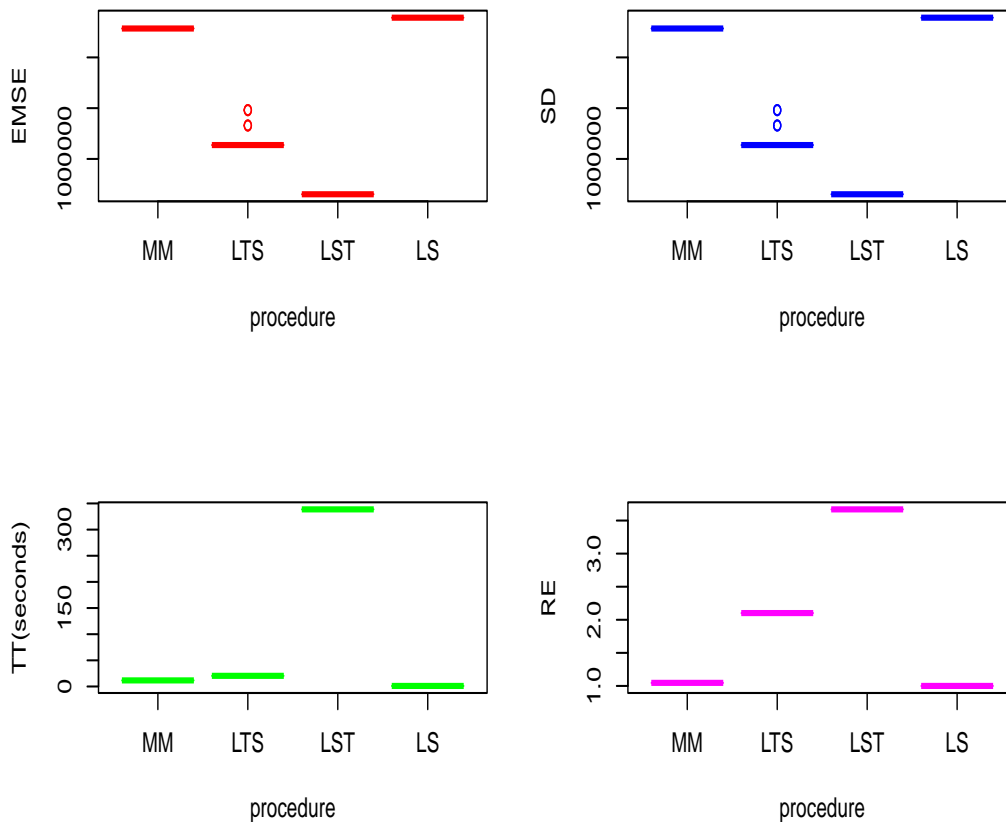 EMSE
1000000
MM LTS LST LS
procedure
SD
1000000
MM LTS LST LS
procedure
TT(seconds)
0 150 300
MM LTS LST LS
procedure
RE
1.0 2.0 3.0
MM LTS LST LS
procedure